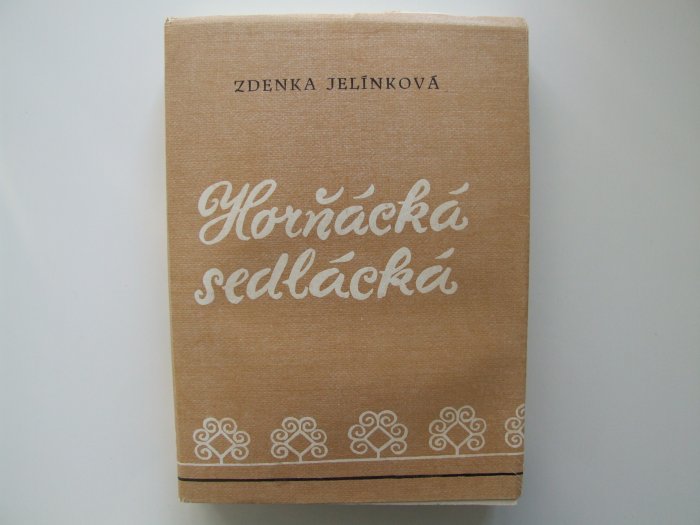 ZDENKA JELÍNKOVÁ
Horňácká
sedlácká